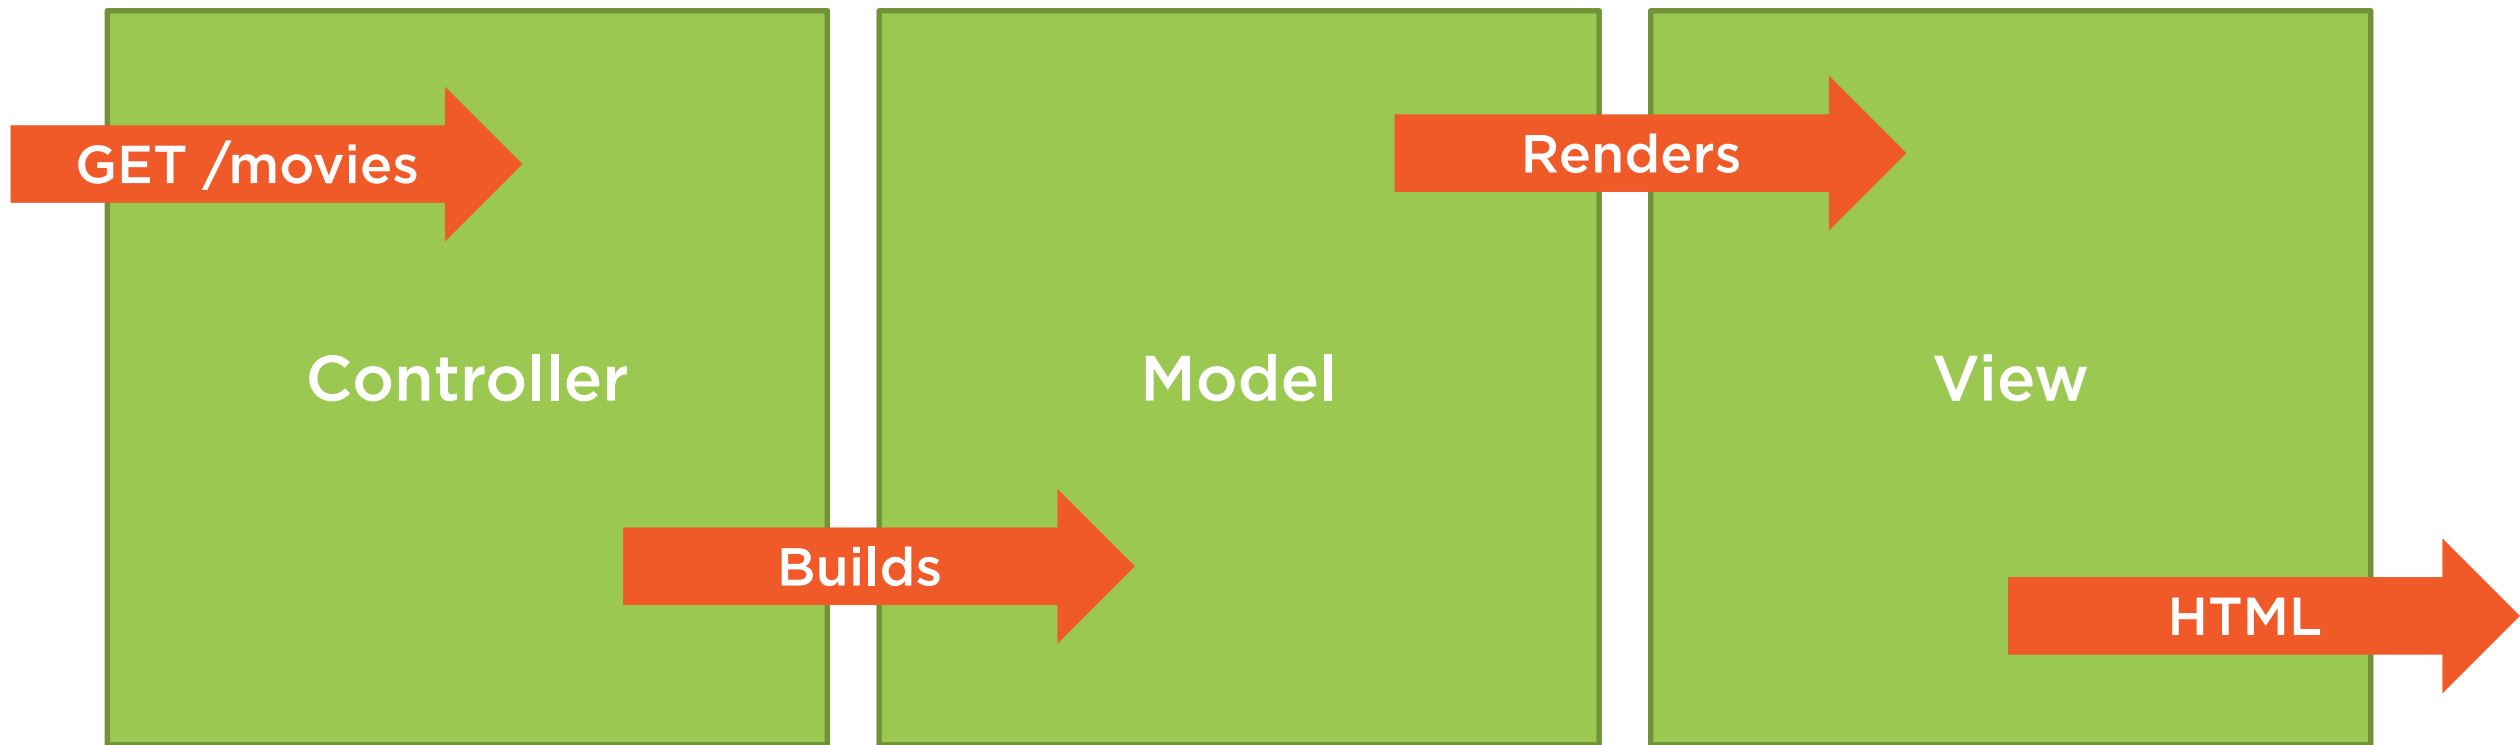 GET /movies
Renders
Controller
Model
View
Builds
HTML